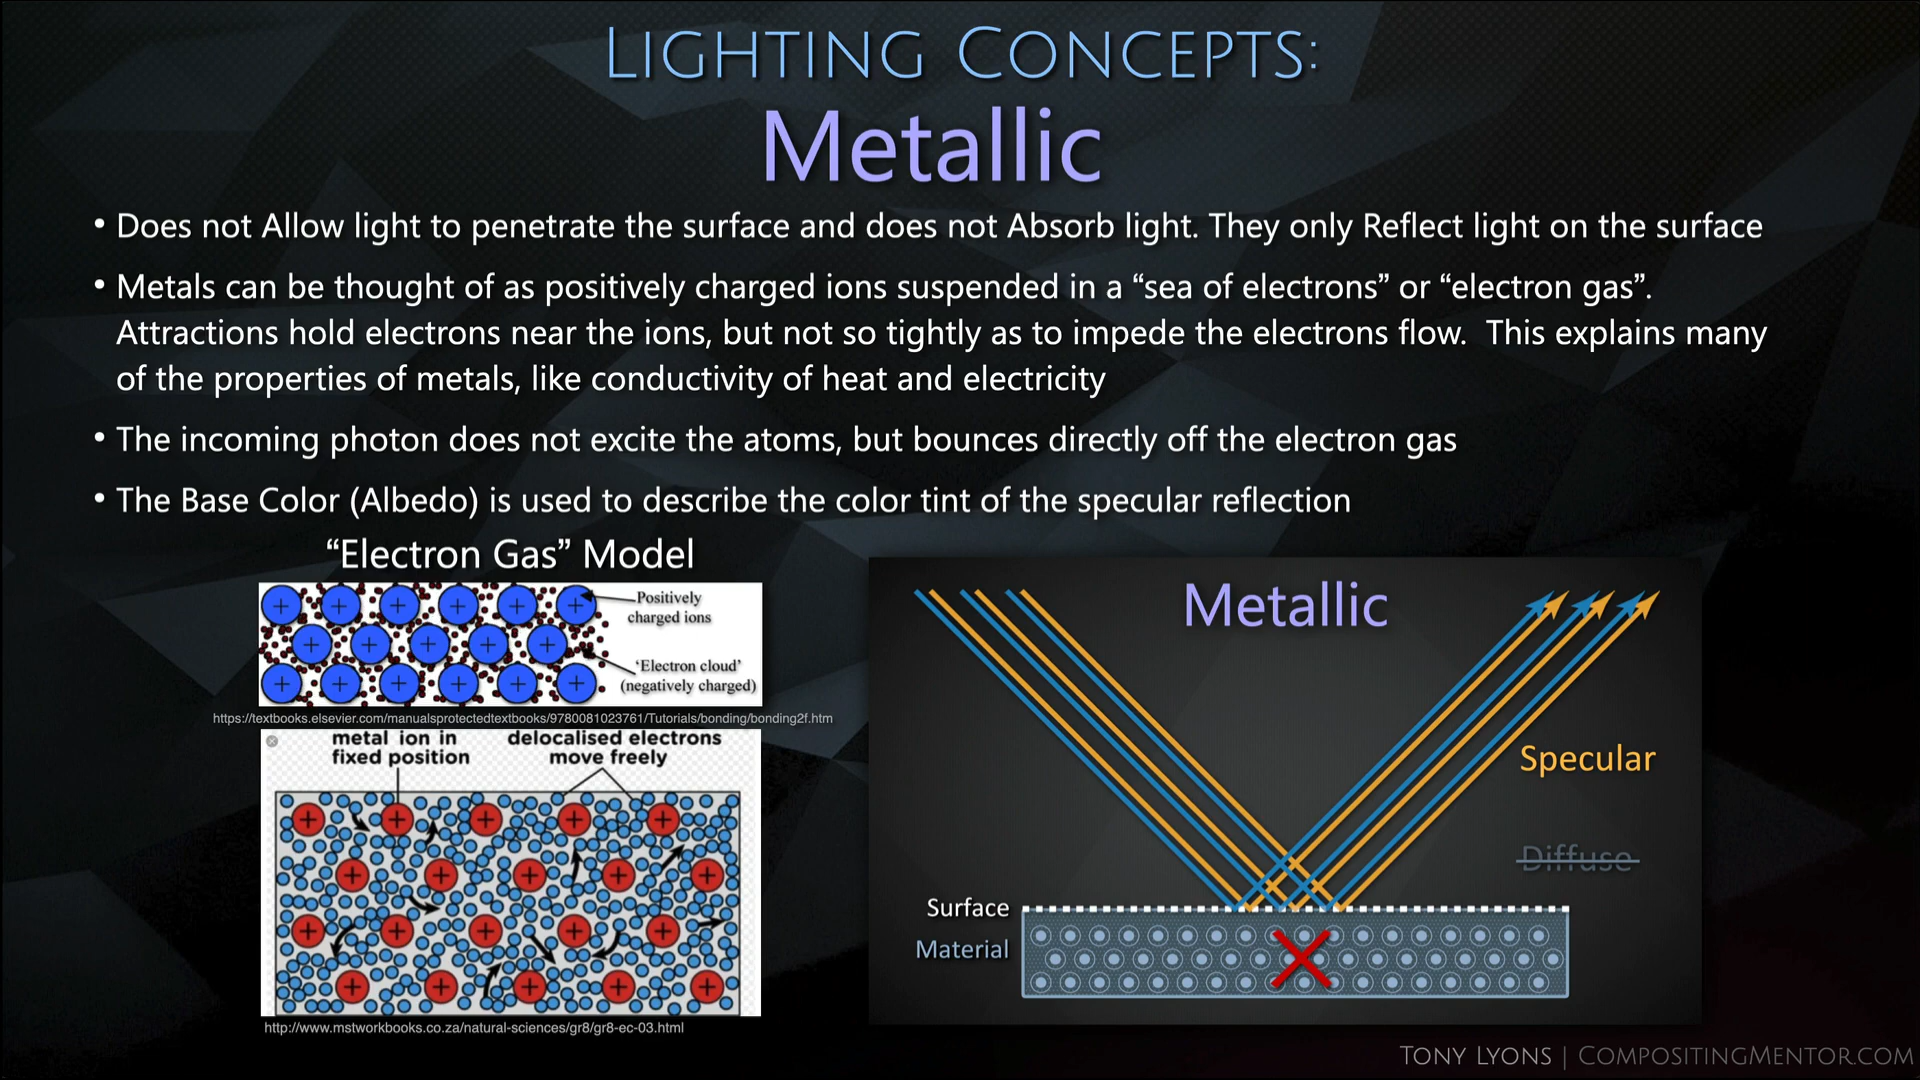 LIGHTING CONCEPTS:
Metallic
• Does not Allow light to penetrate the surface and does not Absorb light. They only Reflect light on the surface
• Metals can be thought of as positively charged ions suspended in a “sea of electrons” or “electron gas”.
Attractions hold electrons near the ions, but not so tightly as to impede the electrons flow.  This explains many
of the properties of metals, like conductivity of heat and electricity
• The incoming photon does not excite the atoms, but bounces directly off the electron gas
• The Base Color (Albedo) is used to describe the color tint of the specular reflection
“Electron Gas” Model
Positively
charged ions
‘Electron cloud’
(negatively charged)
https://textbooks.elsevier.com/manualsprotectedtextbooks/9780081023761/Tutorials/bonding/bonding2f.htm
metal ion in
fixed position
delocalised electrons
move freely
http://www.mstworkbooks.co.za/natural-sciences/gr8/gr8-ec-03.html
Metallic
Specular
Diffuse
Surface
Material
TONY LYONS | COMPOSITINGMENTOR.COM